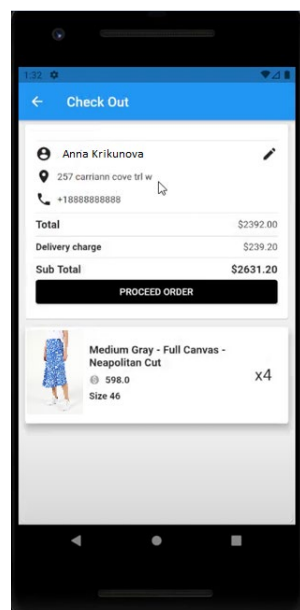 1:32
Check Out
Anna Krikunova
257 carriann cove trl w
+18888888888
Total $2392.00
Delivery charge $239.20
Sub Total $2631.20
PROCEED ORDER
Medium Gray - Full Canvas -
Neapolitan Cut
598.0
x4
Size 46